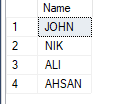 Name
1 JOHN
2 NIK
3 ALI
4 AHSAN